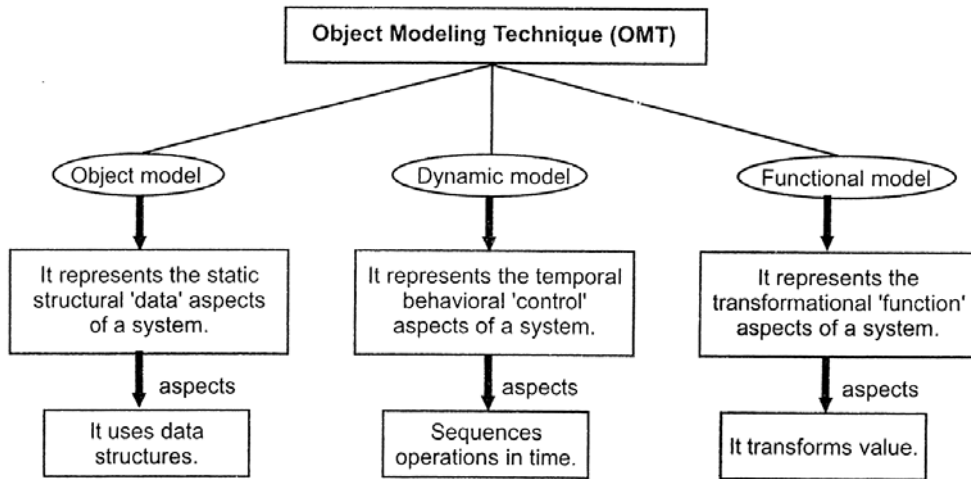 Object Modeling Technique (OMT)
Object model
Dynamic model
Functional model
It represents the static
structural 'data' aspects
of a system.
It represents the temporal
behavioral 'control'
aspects of a system.
It represents the
transformational 'function'
aspects of a system.
aspects
aspects
aspects
It uses data
structures.
Sequences
operations in time.
It transforms value.